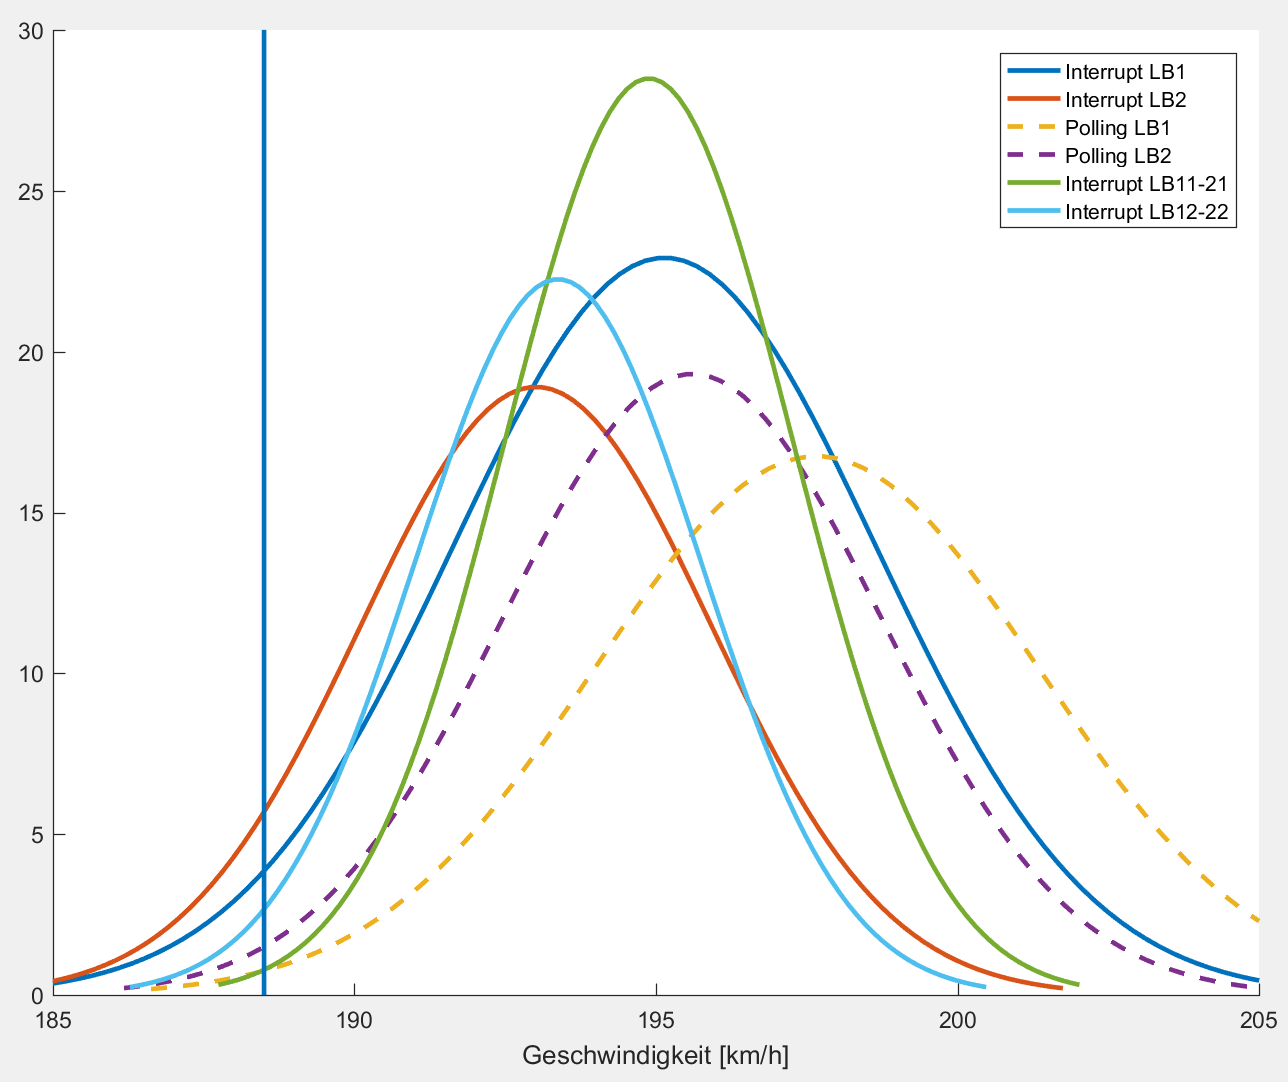 30
25
20
15
10
5
0
185
190
195
200
205
Geschwindigkeit [km/h]
Interrupt LB1
Interrupt LB2
Polling LB1
Polling LB2
Interrupt LB11-21
Interrupt LB12-22